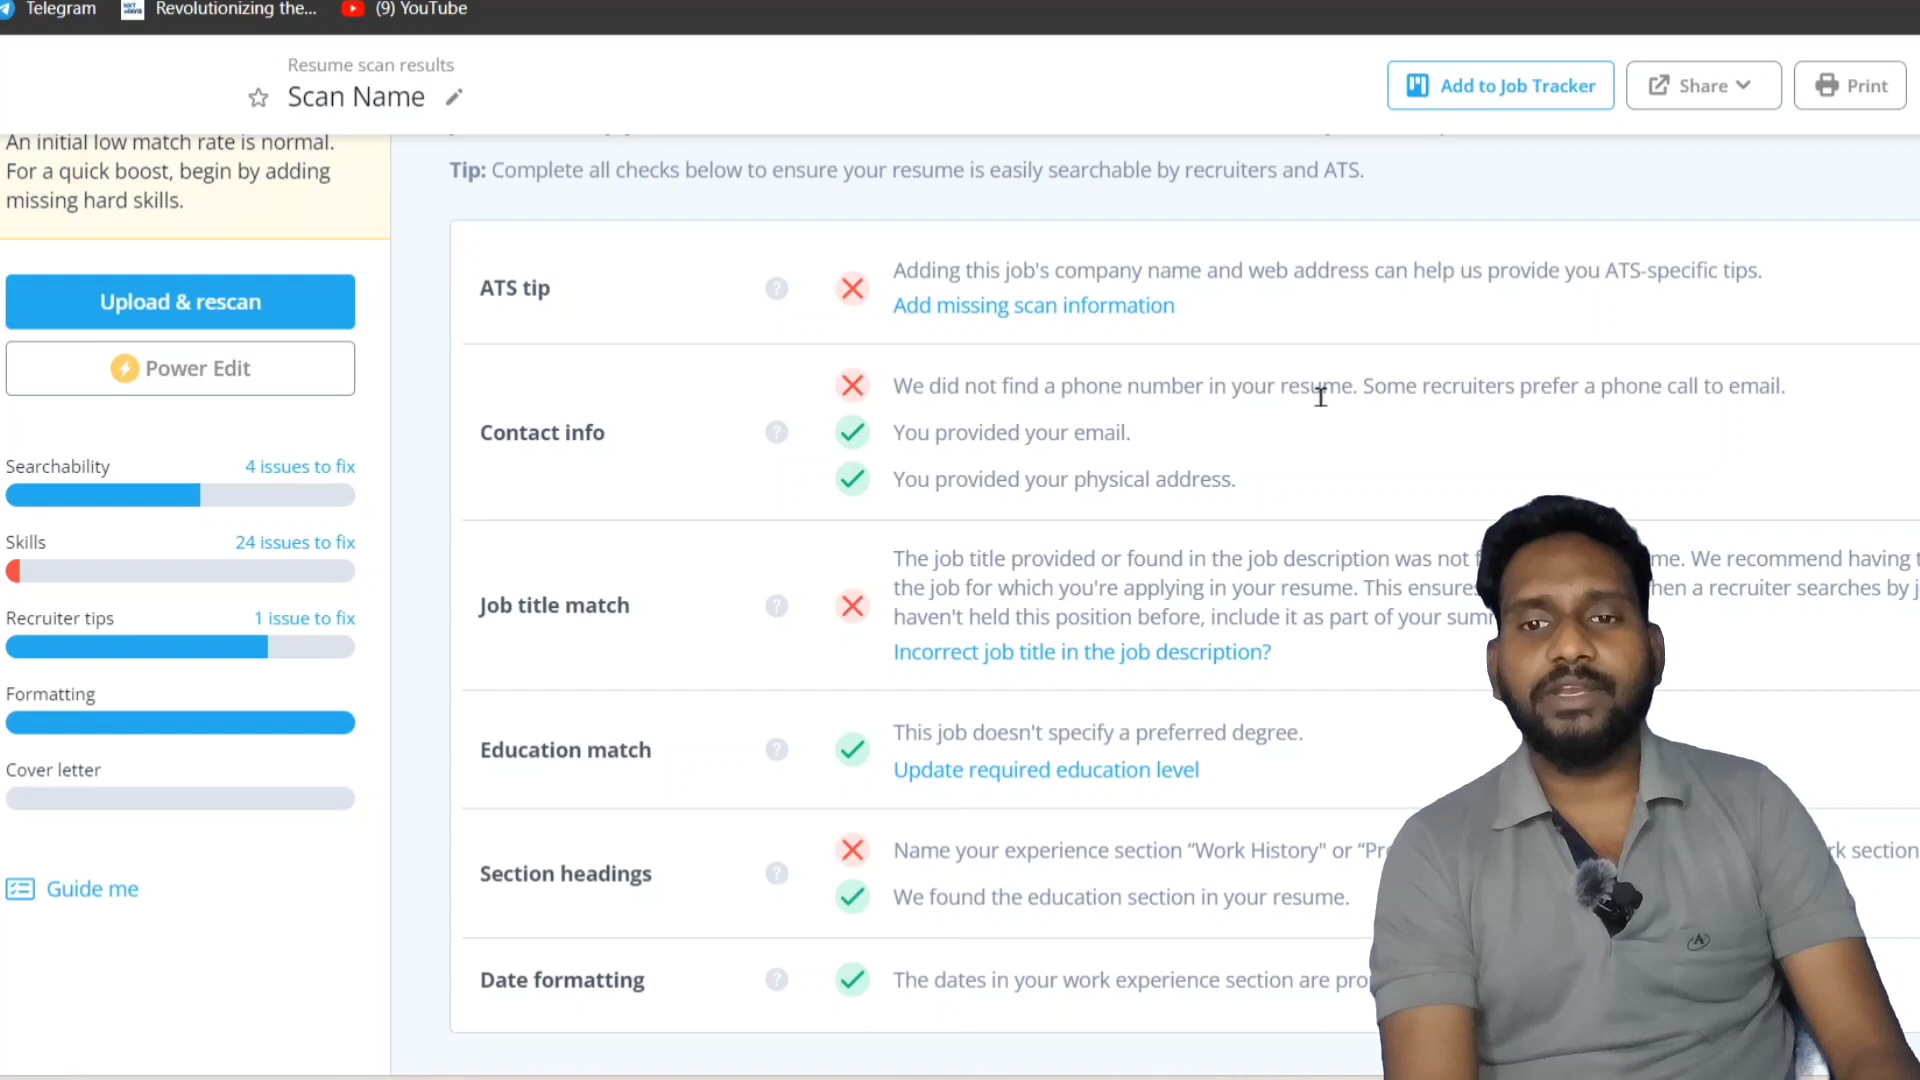 Telegram
Revolutionizing the...
(9) YouTube
Resume scan results
Scan Name
Add to Job Tracker
Share
Print
An initial low match rate is normal.
For a quick boost, begin by adding
missing hard skills.
Upload & rescan
Power Edit
Searchability
4 issues to fix
Skills
24 issues to fix
Recruiter tips
1 issue to fix
Formatting
Cover letter
Guide me
Tip: Complete all checks below to ensure your resume is easily searchable by recruiters and ATS.
ATS tip
Adding this job's company name and web address can help us provide you ATS-specific tips.
Add missing scan information
Contact info
We did not find a phone number in your resume. Some recruiters prefer a phone call to email.
You provided your email.
You provided your physical address.
Job title match
The job title provided or found in the job description was not me. We recommend having
the job for which you're applying in your resume. This ensures hen a recruiter searches by j
haven't held this position before, include it as part of your sum
Incorrect job title in the job description?
Education match
This job doesn't specify a preferred degree.
Update required education level
Section headings
Name your experience section “Work History" or “Pr rk section
We found the education section in your resume.
Date formatting
The dates in your work experience section are pro